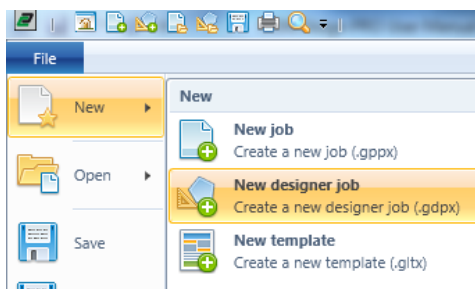 File
New
New
New job
Create a new job (.gppx)
Open
New designer job
Create a new designer job (.gdpx)
Save
New template
Create a new template (.gltx)